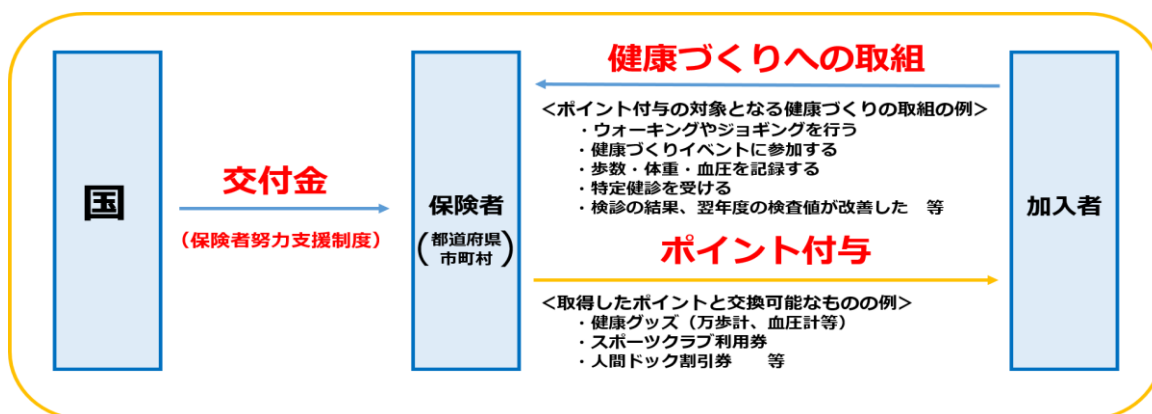 国
交付金
(保険者努力支援制度)
保険者
(都道府県
市町村)
健康づくりへの取組
<ポイント付与の対象となる健康づくりの取組の例>
・ウォーキングやジョギングを行う
・健康づくりイベントに参加する
・歩数・体重・血圧を記録する
・特定健診を受ける
・検診の結果、翌年度の検査値が改善した　等
ポイント付与
<取得したポイントと交換可能なものの例>
・健康グッズ（万歩計、血圧計等）
・スポーツクラブ利用券
・人間ドック割引券　　等
加入者